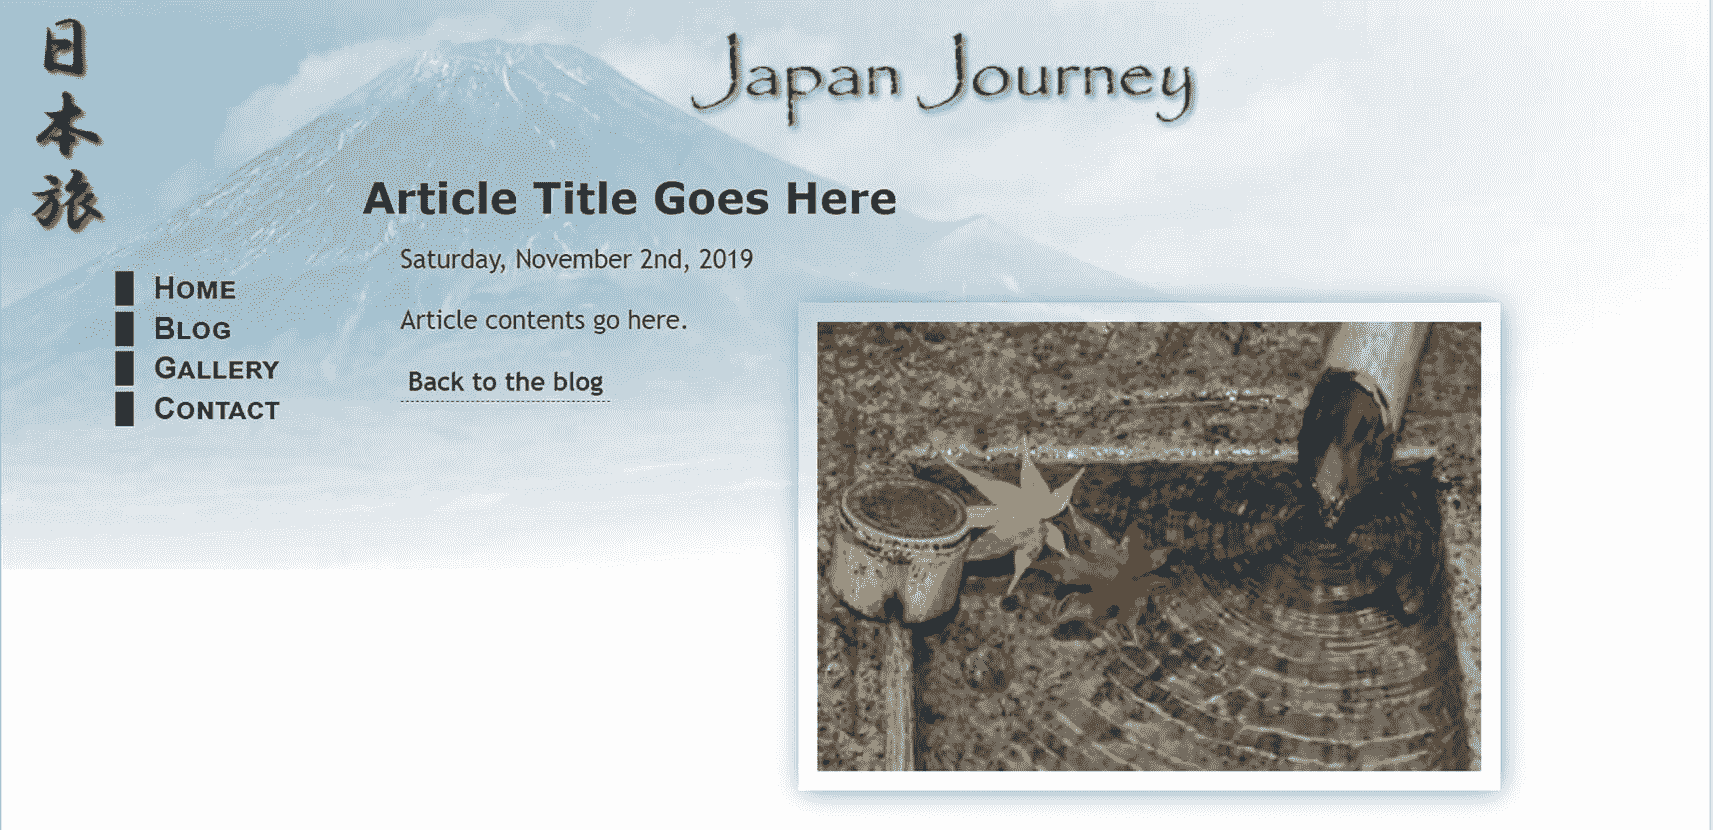 日
本
旅
Japan Journey
Article Title Goes Here
Saturday, November 2nd, 2019
Article contents go here.
Back to the blog
Home
Blog
Gallery
Contact